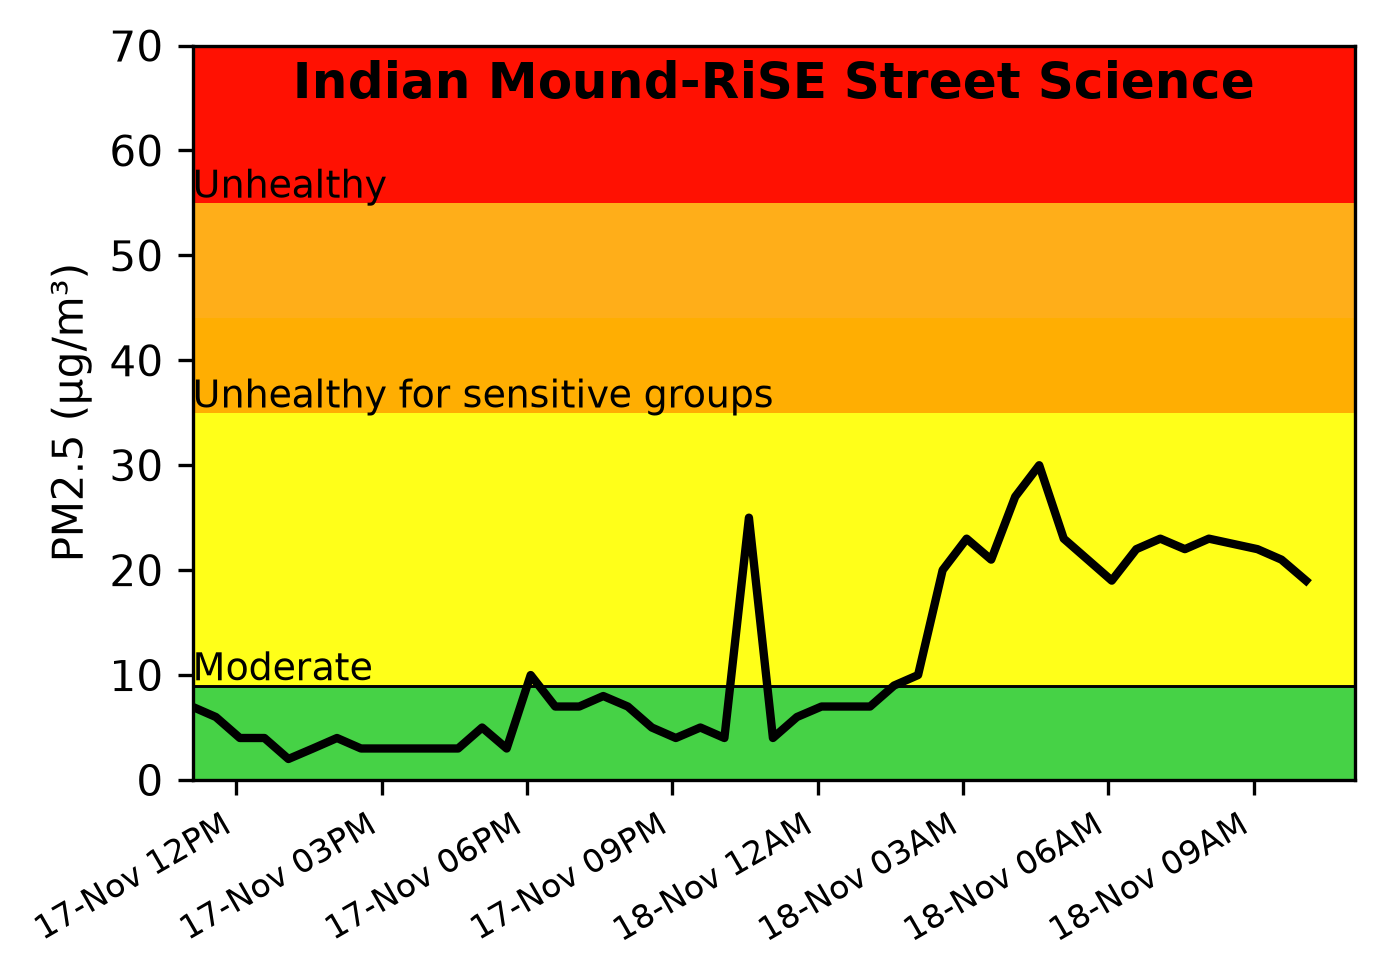 Indian Mound-RiSE Street Science
70
60
Unhealthy
50
40
Unhealthy for sensitive groups
30
20
Moderate
10
0
PM2.5 (µg/m³)
17-Nov 12PM
17-Nov 03PM
17-Nov 06PM
17-Nov 09PM
18-Nov 12AM
18-Nov 03AM
18-Nov 06AM
18-Nov 09AM